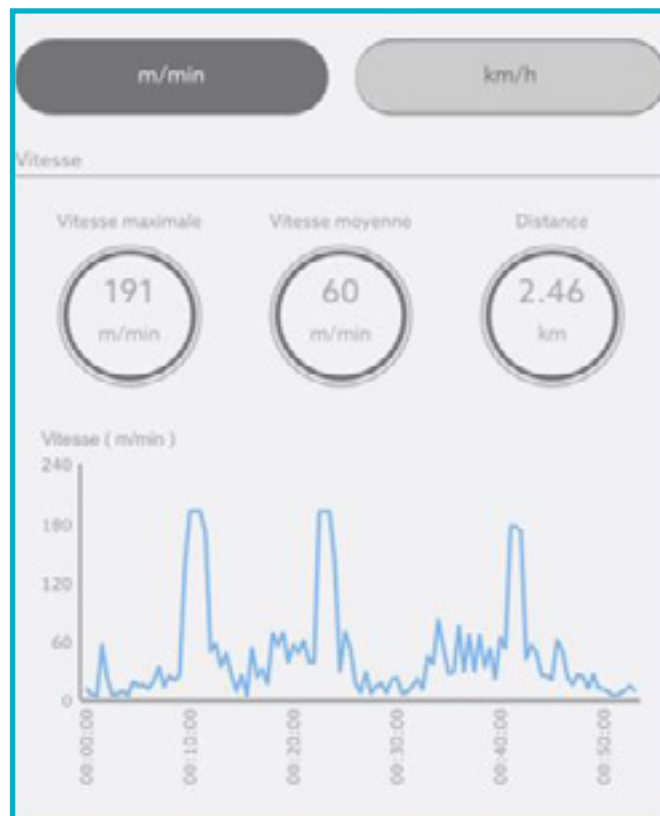 m/min km/h
Vitesse
Vitesse maximale Vitesse moyenne Distance
191 60 2.46
m/min m/min km
Vitesse ( m/min )
240
180
120
60
0
00:00:00 00:10:00 00:20:00 00:30:00 00:40:00 00:50:00